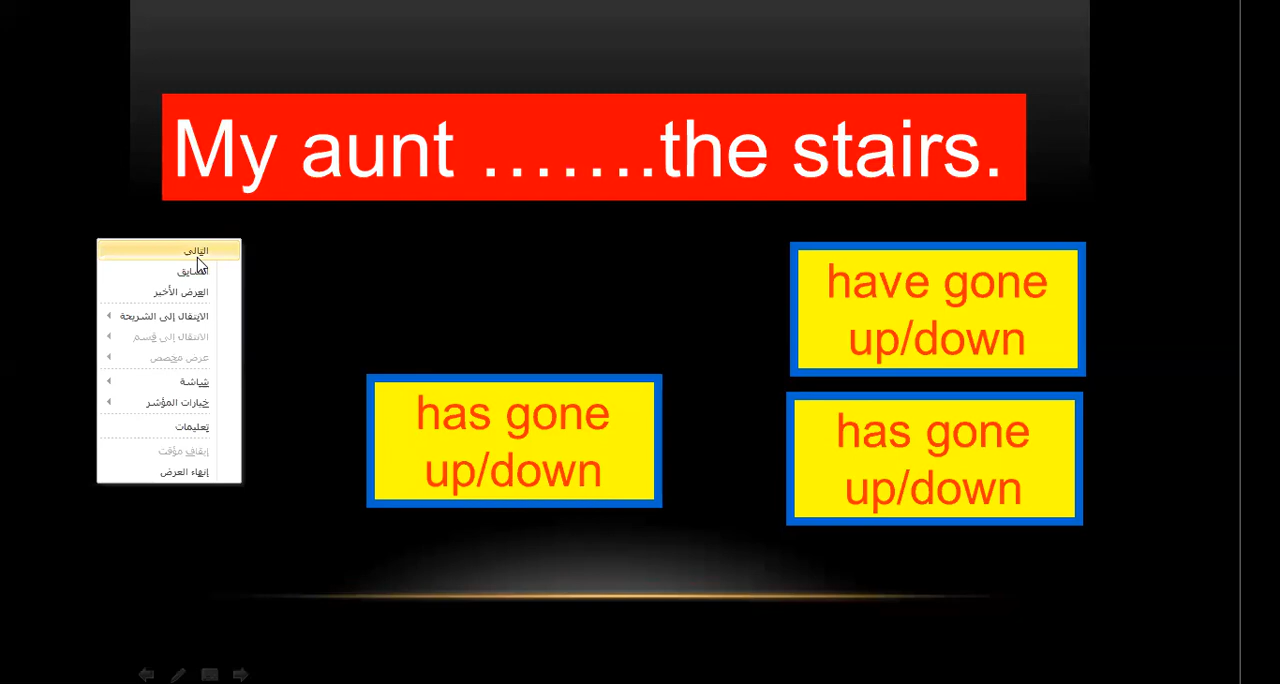 My aunt …….the stairs.
التالي
السابق
العرض الأخير
الانتقال إلى الشريحة
الانتقال إلى قسم
عرض مخصص
شاشة
خيارات المؤشر
تعليمات
إيقاف مؤقت
إنهاء العرض
have gone
up/down
has gone
up/down
has gone
up/down